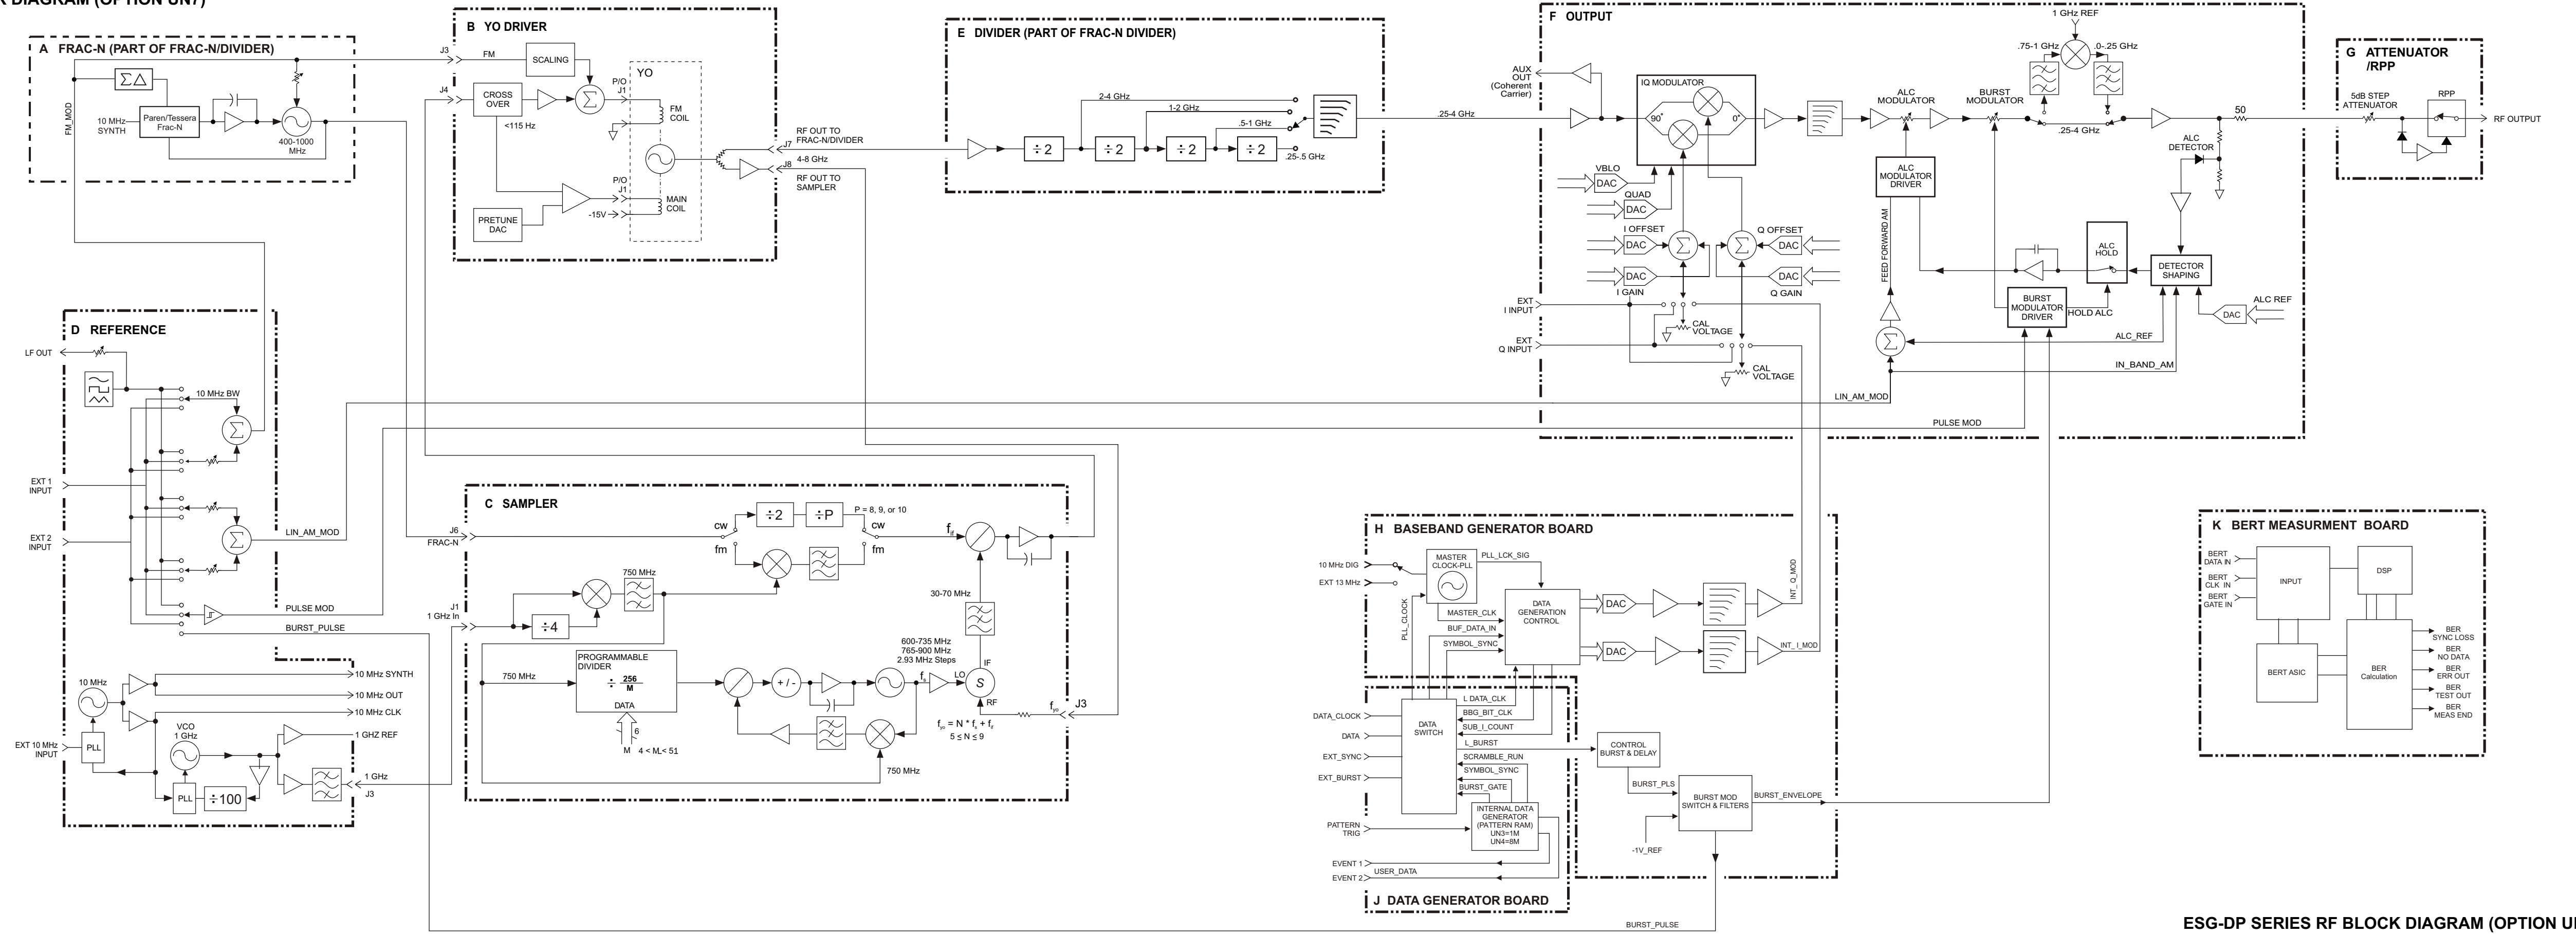 K DIAGRAM (OPTION UN7)
A FRAC-N (PART OF FRAC-N/DIVIDER)
ΣΔ
FM_MOD
10 MHz
SYNTH
Paren/Tessera
Frac-N
400-1000
MHz
B YO DRIVER
J3
FM
SCALING
J4
CROSS
OVER
Σ
P/O
J1
YO
FM
COIL
<115 Hz
PRETUNE
DAC
P/O
J1
-15V
MAIN
COIL
RF OUT TO
FRAC-N/DIVIDER
J7
4-8 GHz
J8
RF OUT TO
SAMPLER
E DIVIDER (PART OF FRAC-N DIVIDER)
2-4 GHz
1-2 GHz
.5-1 GHz
÷2
÷2
÷2
÷2
.25-.5 GHz
.25-4 GHz
F OUTPUT
AUX
OUT
(Coherent
Carrier)
IQ MODULATOR
90°
0°
VBLO
DAC
QUAD
DAC
I OFFSET
DAC
Σ
Σ
Q OFFSET
DAC
DAC
I GAIN
DAC
Q GAIN
EXT
I INPUT
CAL
VOLTAGE
EXT
Q INPUT
CAL
VOLTAGE
ALC
MODULATOR
BURST
MODULATOR
1 GHz REF
.75-1 GHz
.0-.25 GHz
.25-4 GHz
50
ALC
DETECTOR
ALC
MODULATOR
DRIVER
FEED FORWARD AM
ALC
HOLD
DETECTOR
SHAPING
BURST
MODULATOR
DRIVER
HOLD ALC
ALC REF
DAC
Σ
ALC_REF
IN_BAND_AM
LIN_AM_MOD
PULSE MOD
G ATTENUATOR
/RPP
5dB STEP
ATTENUATOR
RPP
RF OUTPUT
D REFERENCE
LF OUT
10 MHz BW
Σ
EXT 1
INPUT
EXT 2
INPUT
Σ
LIN_AM_MOD
PULSE MOD
BURST_PULSE
10 MHz
10 MHz SYNTH
10 MHz OUT
10 MHz CLK
VCO
1 GHz
EXT 10 MHz
INPUT
PLL
1 GHZ REF
PLL
÷100
1 GHz
J3
C SAMPLER
J6
FRAC-N
CW
fm
÷2
÷P
P = 8, 9, or 10
CW
fm
fif
750 MHz
J1
1 GHz In
÷4
30-70 MHz
PROGRAMMABLE
DIVIDER
÷ 256
M
DATA
750 MHz
6
M 4 < M < 51
+ / -
600-735 MHz
765-900 MHz
2.93 MHz Steps
fs
LO
IF
S
RF
fyo
J3
fyo = N * fs + fif
5 ≤ N ≤ 9
750 MHz
H BASEBAND GENERATOR BOARD
10 MHz DIG
EXT 13 MHz
MASTER
CLOCK-PLL
PLL_LCK_SIG
PLL_CLOCK
MASTER_CLK
BUF_DATA_IN
SYMBOL_SYNC
DATA
GENERATION
CONTROL
DAC
DAC
INT_ Q_MOD
INT_ I_MOD
DATA_CLOCK
DATA
EXT_SYNC
EXT_BURST
DATA
SWITCH
L DATA_CLK
BBG_BIT_CLK
SUB_I_COUNT
L_BURST
SCRAMBLE_RUN
SYMBOL_SYNC
BURST_GATE
INTERNAL DATA
GENERATOR
(PATTERN RAM)
UN3=1M
UN4=8M
PATTERN
TRIG
EVENT 1
USER_DATA
EVENT 2
J DATA GENERATOR BOARD
CONTROL
BURST & DELAY
BURST_PLS
BURST MOD
SWITCH & FILTERS
BURST_ENVELOPE
-1V_REF
BURST_PULSE
K BERT MEASURMENT BOARD
BERT
DATA IN
BERT
CLK IN
BERT
GATE IN
INPUT
DSP
BERT ASIC
BER
Calculation
BER
SYNC LOSS
BER
NO DATA
BER
ERR OUT
BER
TEST OUT
BER
MEAS END
ESG-DP SERIES RF BLOCK DIAGRAM (OPTION U